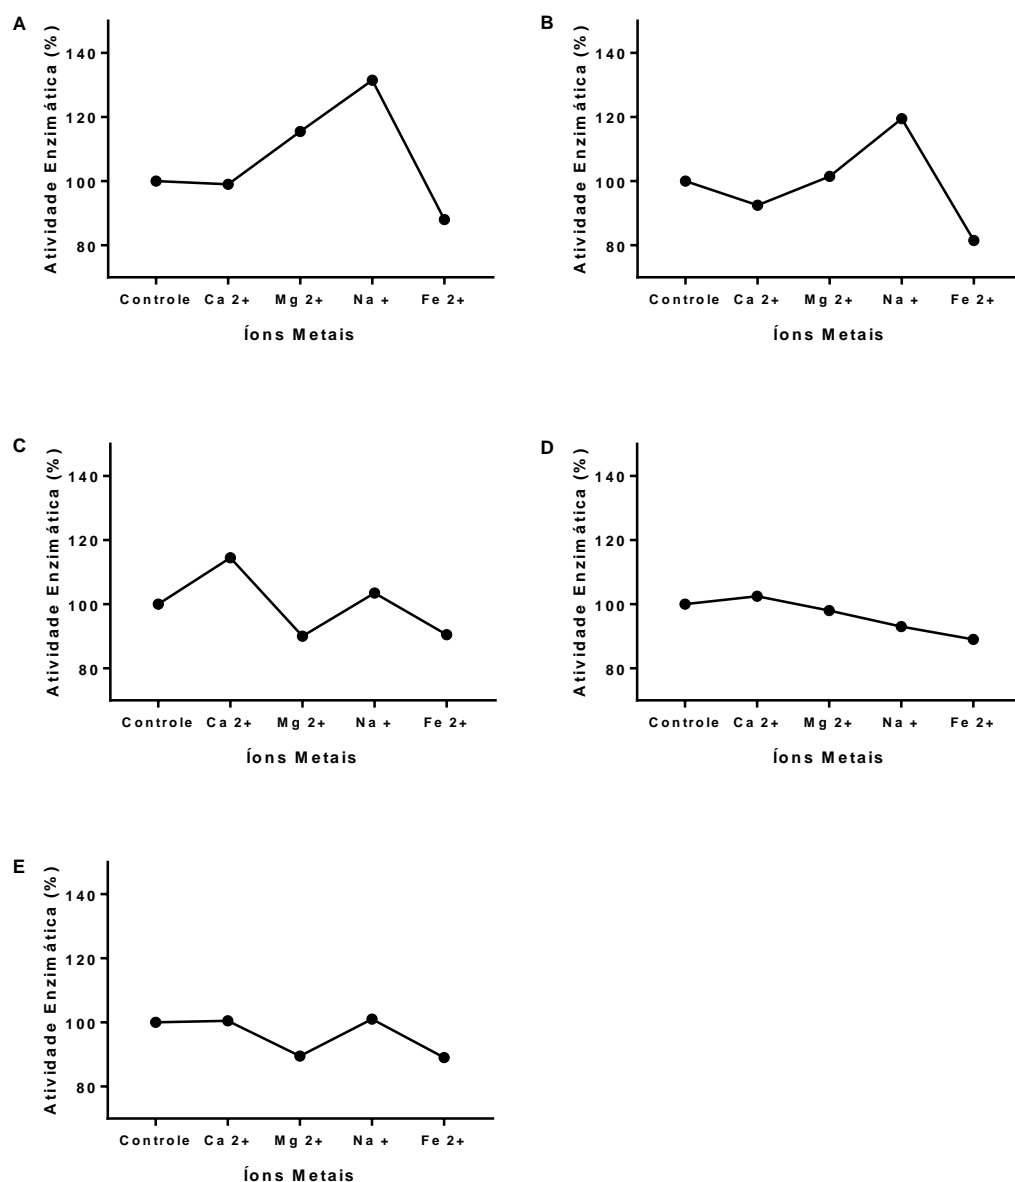 A
Atividade Enzimática (%)
140
120
100
80
Controle Ca 2+ Mg 2+ Na + Fe 2+
Íons Metais
B
Atividade Enzimática (%)
140
120
100
80
Controle Ca 2+ Mg 2+ Na + Fe 2+
Íons Metais
C
Atividade Enzimática (%)
140
120
100
80
Controle Ca 2+ Mg 2+ Na + Fe 2+
Íons Metais
D
Atividade Enzimática (%)
140
120
100
80
Controle Ca 2+ Mg 2+ Na + Fe 2+
Íons Metais
E
Atividade Enzimática (%)
140
120
100
80
Controle Ca 2+ Mg 2+ Na + Fe 2+
Íons Metais